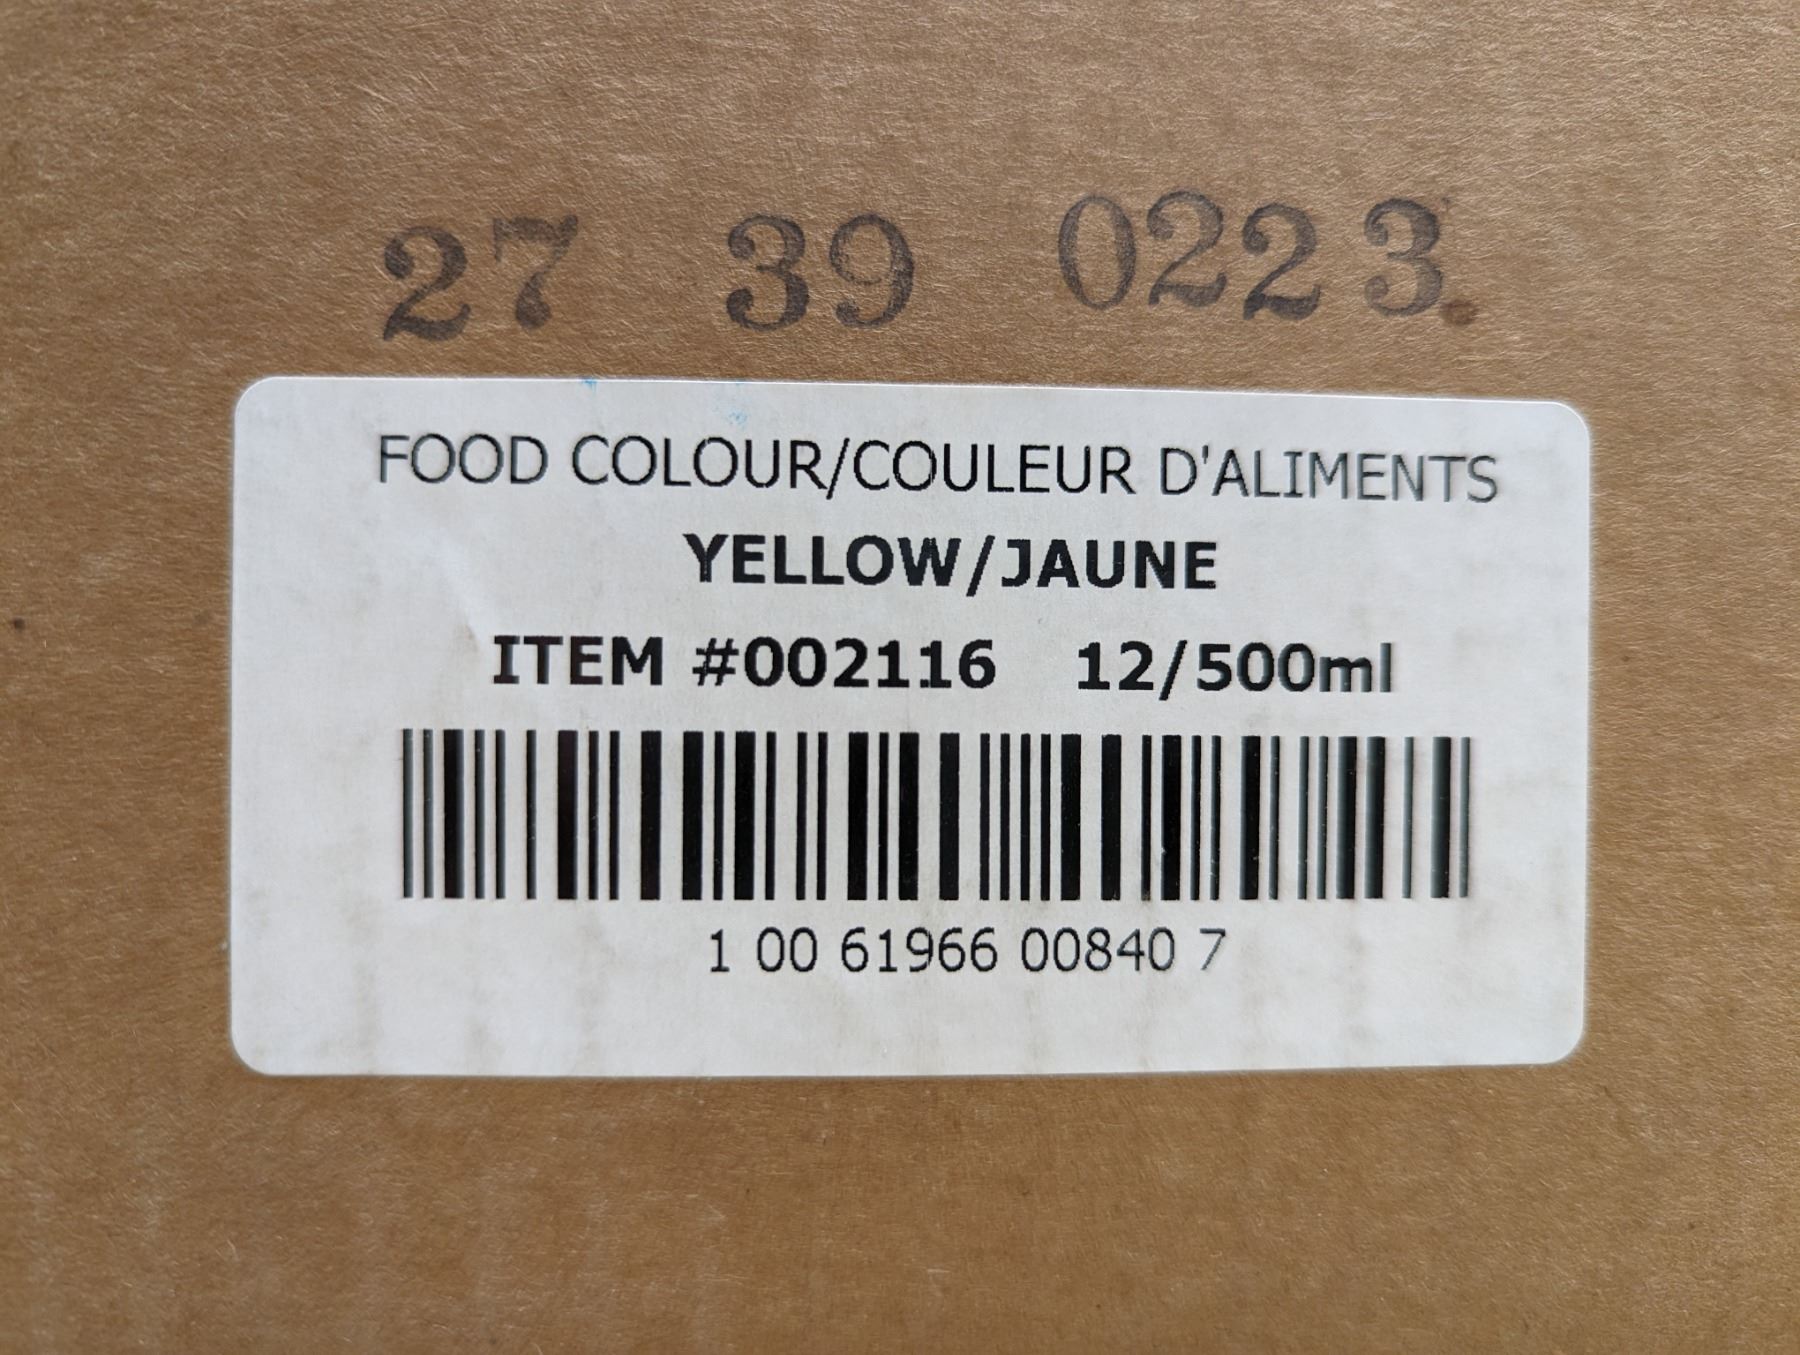 27 39 0223.
FOOD COLOUR/COULEUR D'ALIMENTS
YELLOW/JAUNE
ITEM #002116 12/500ml
1 00 61966 00840 7